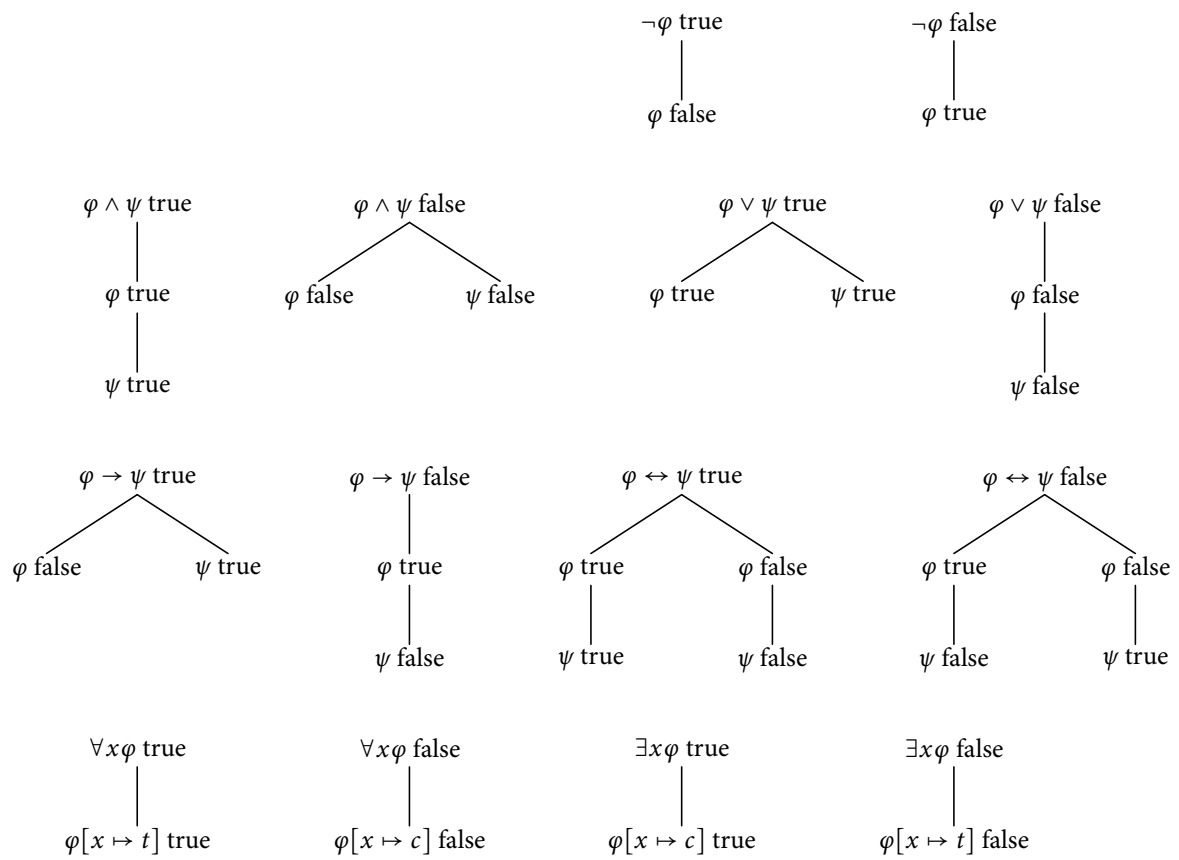 ¬φ true ¬φ false
φ false φ true
φ ∧ ψ true φ ∧ ψ false φ ∨ ψ true φ ∨ ψ false
φ true φ false ψ false φ true ψ true φ false
ψ true ψ false
φ → ψ true φ → ψ false φ ↔ ψ true φ ↔ ψ false
φ false ψ true φ true φ true φ false φ true φ false
ψ false ψ true ψ false ψ false ψ true
∀xφ true ∀xφ false ∃xφ true ∃xφ false
φ[x ↦ t] true φ[x ↦ c] false φ[x ↦ c] true φ[x ↦ t] false